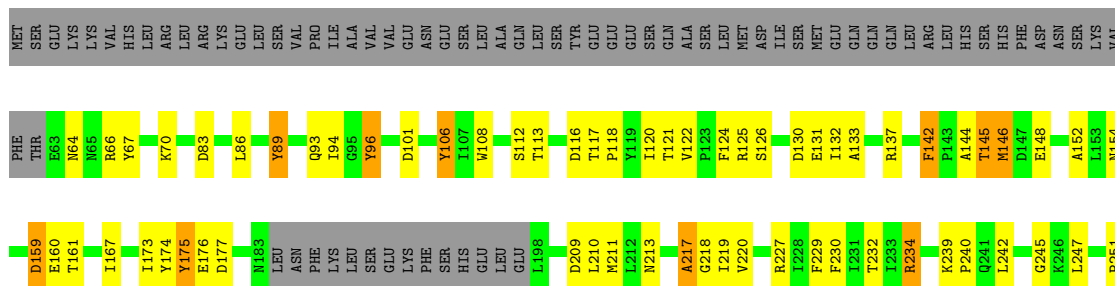 MET SER GLU LYS LYS VAL HIS LEU ARG LEU ARG LYS GLU LEU SER VAL PRO ILE ALA VAL VAL GLU ASN GLU SER LEU ALA GLN LEU SER TYR GLU GLU GLU SER GLN ALA SER LEU MET ASP ILE SER MET GLU GLN GLN GLN LEU ARG LEU HIS SER HIS PHE ASP ASN SER LYS VAL
PHE THR E63 N64 N65 R66 Y67 K70 D83 L86 Y89 Q93 I94 G95 Y96 D101 Y106 I107 W108 S112 T113 D116 T117 P118 Y119 I120 T121 V122 P123 F124 R125 S126 D130 E131 I132 A133 R137 F142 P143 A144 T145 M146 D147 E148 A152 L153 N154
D159 E160 T161 I167 I173 Y174 Y175 E176 D177 N183 LEU ASN PHE LYS LEU SER GLU LYS PHE SER HIS GLU LEU GLU L198 D209 L210 M211 L212 N213 A217 G218 I219 V220 R227 I228 F229 F230 I231 T232 I233 R234 K239 P240 Q241 L242 G245 K246 L247